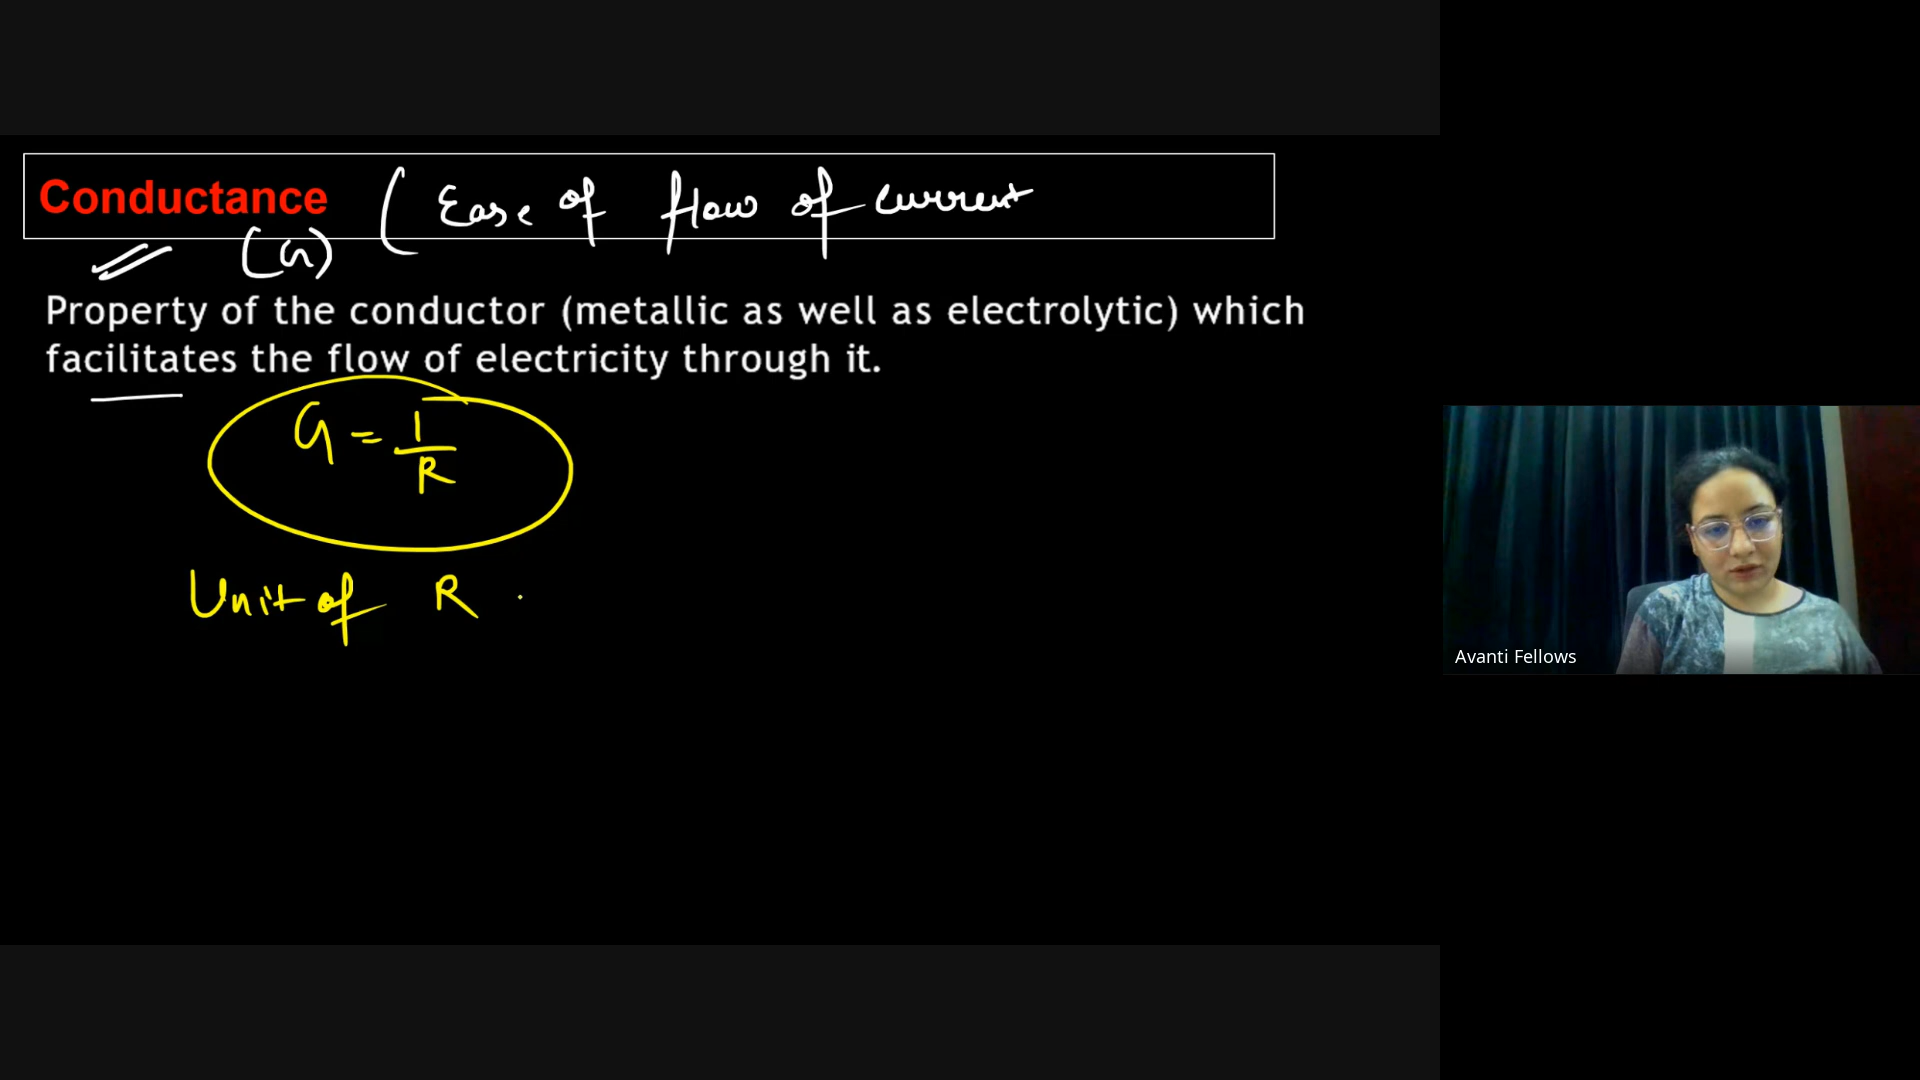 Conductance ( Ease of flow of current
(G)
Property of the conductor (metallic as well as electrolytic) which
facilitates the flow of electricity through it.
G = 1/R
Unit of R
Avanti Fellows